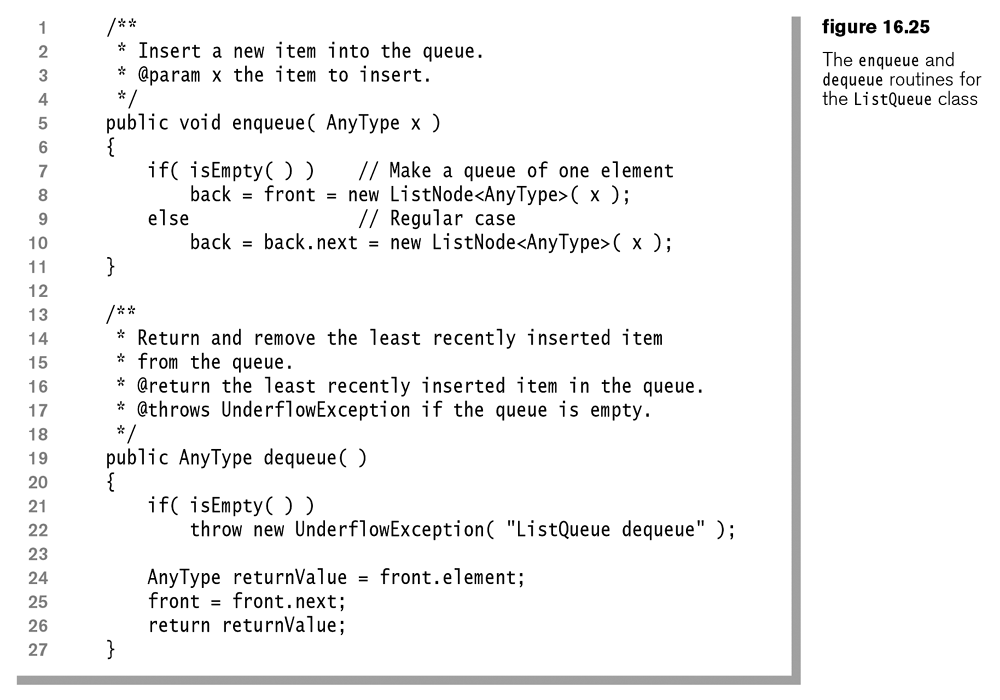 1 /**
2 * Insert a new item into the queue.
3 * @param x the item to insert.
4 */
5 public void enqueue( AnyType x )
6 {
7 if( isEmpty( ) ) // Make a queue of one element
8 back = front = new ListNode<AnyType>( x );
9 else // Regular case
10 back = back.next = new ListNode<AnyType>( x );
11 }
12
13 /**
14 * Return and remove the least recently inserted item
15 * from the queue.
16 * @return the least recently inserted item in the queue.
17 * @throws UnderflowException if the queue is empty.
18 */
19 public AnyType dequeue( )
20 {
21 if( isEmpty( ) )
22 throw new UnderflowException( "ListQueue dequeue" );
23
24 AnyType returnValue = front.element;
25 front = front.next;
26 return returnValue;
27 }
figure 16.25
The enqueue and
dequeue routines for
the ListQueue class